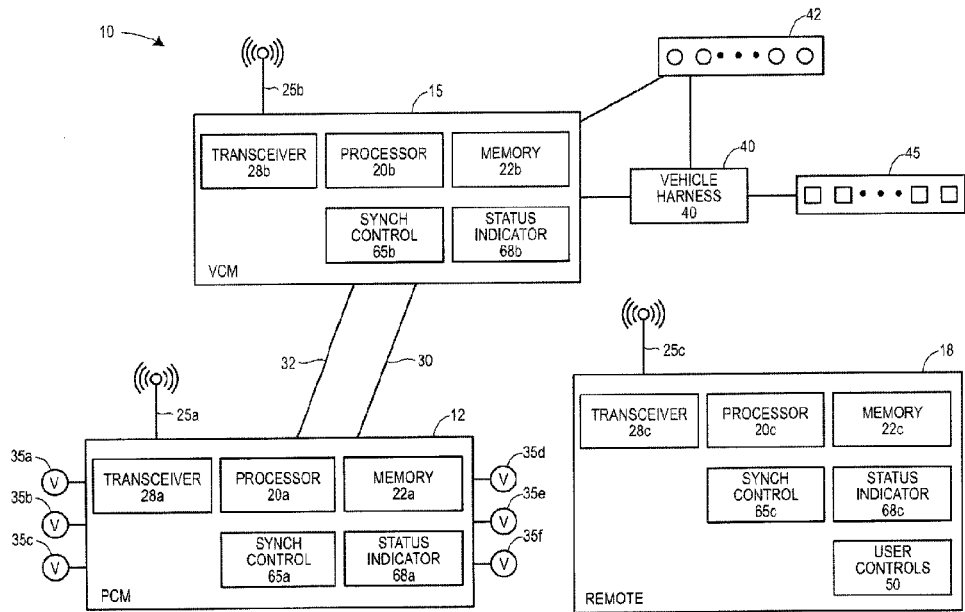 10
25b
15
42
TRANSCEIVER
28b
PROCESSOR
20b
MEMORY
22b
SYNCH
CONTROL
65b
STATUS
INDICATOR
68b
VCM
40
VEHICLE
HARNESS
40
45
32
30
25a
12
35a
35b
35c
V
V
V
TRANSCEIVER
28a
PROCESSOR
20a
MEMORY
22a
SYNCH
CONTROL
65a
STATUS
INDICATOR
68a
PCM
V
V
V
35d
35e
35f
25c
18
TRANSCEIVER
28c
PROCESSOR
20c
MEMORY
22c
SYNCH
CONTROL
65c
STATUS
INDICATOR
68c
USER
CONTROLS
50
REMOTE